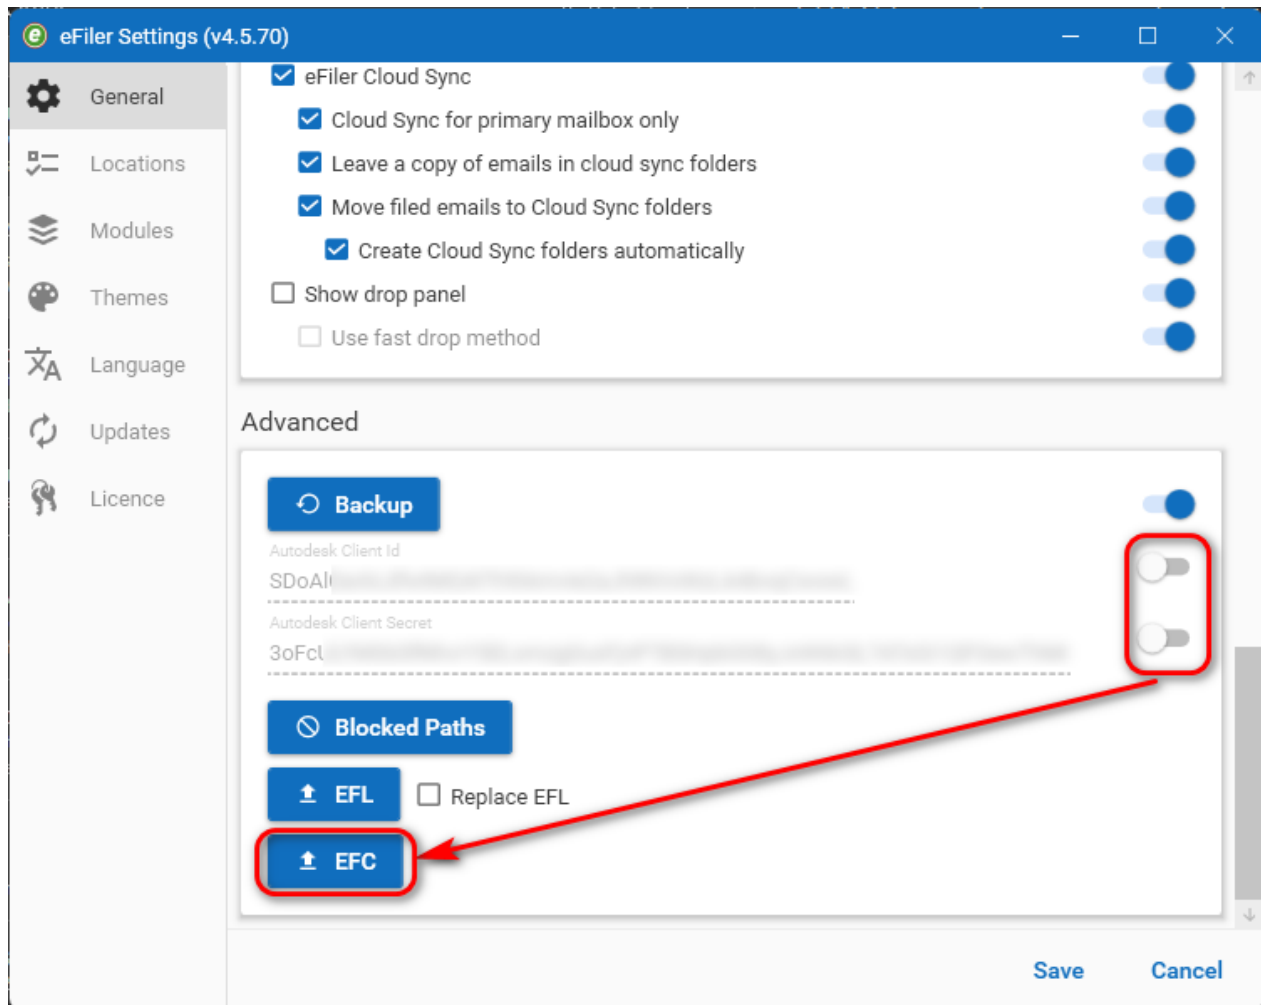 eFiler Settings (v4.5.70)
General
Locations
Modules
Themes
Language
Updates
Licence
eFiler Cloud Sync
Cloud Sync for primary mailbox only
Leave a copy of emails in cloud sync folders
Move filed emails to Cloud Sync folders
Create Cloud Sync folders automatically
Show drop panel
Use fast drop method
Advanced
Backup
Autodesk Client Id
Autodesk Client Secret
Blocked Paths
EFL
Replace EFL
EFC
Save Cancel